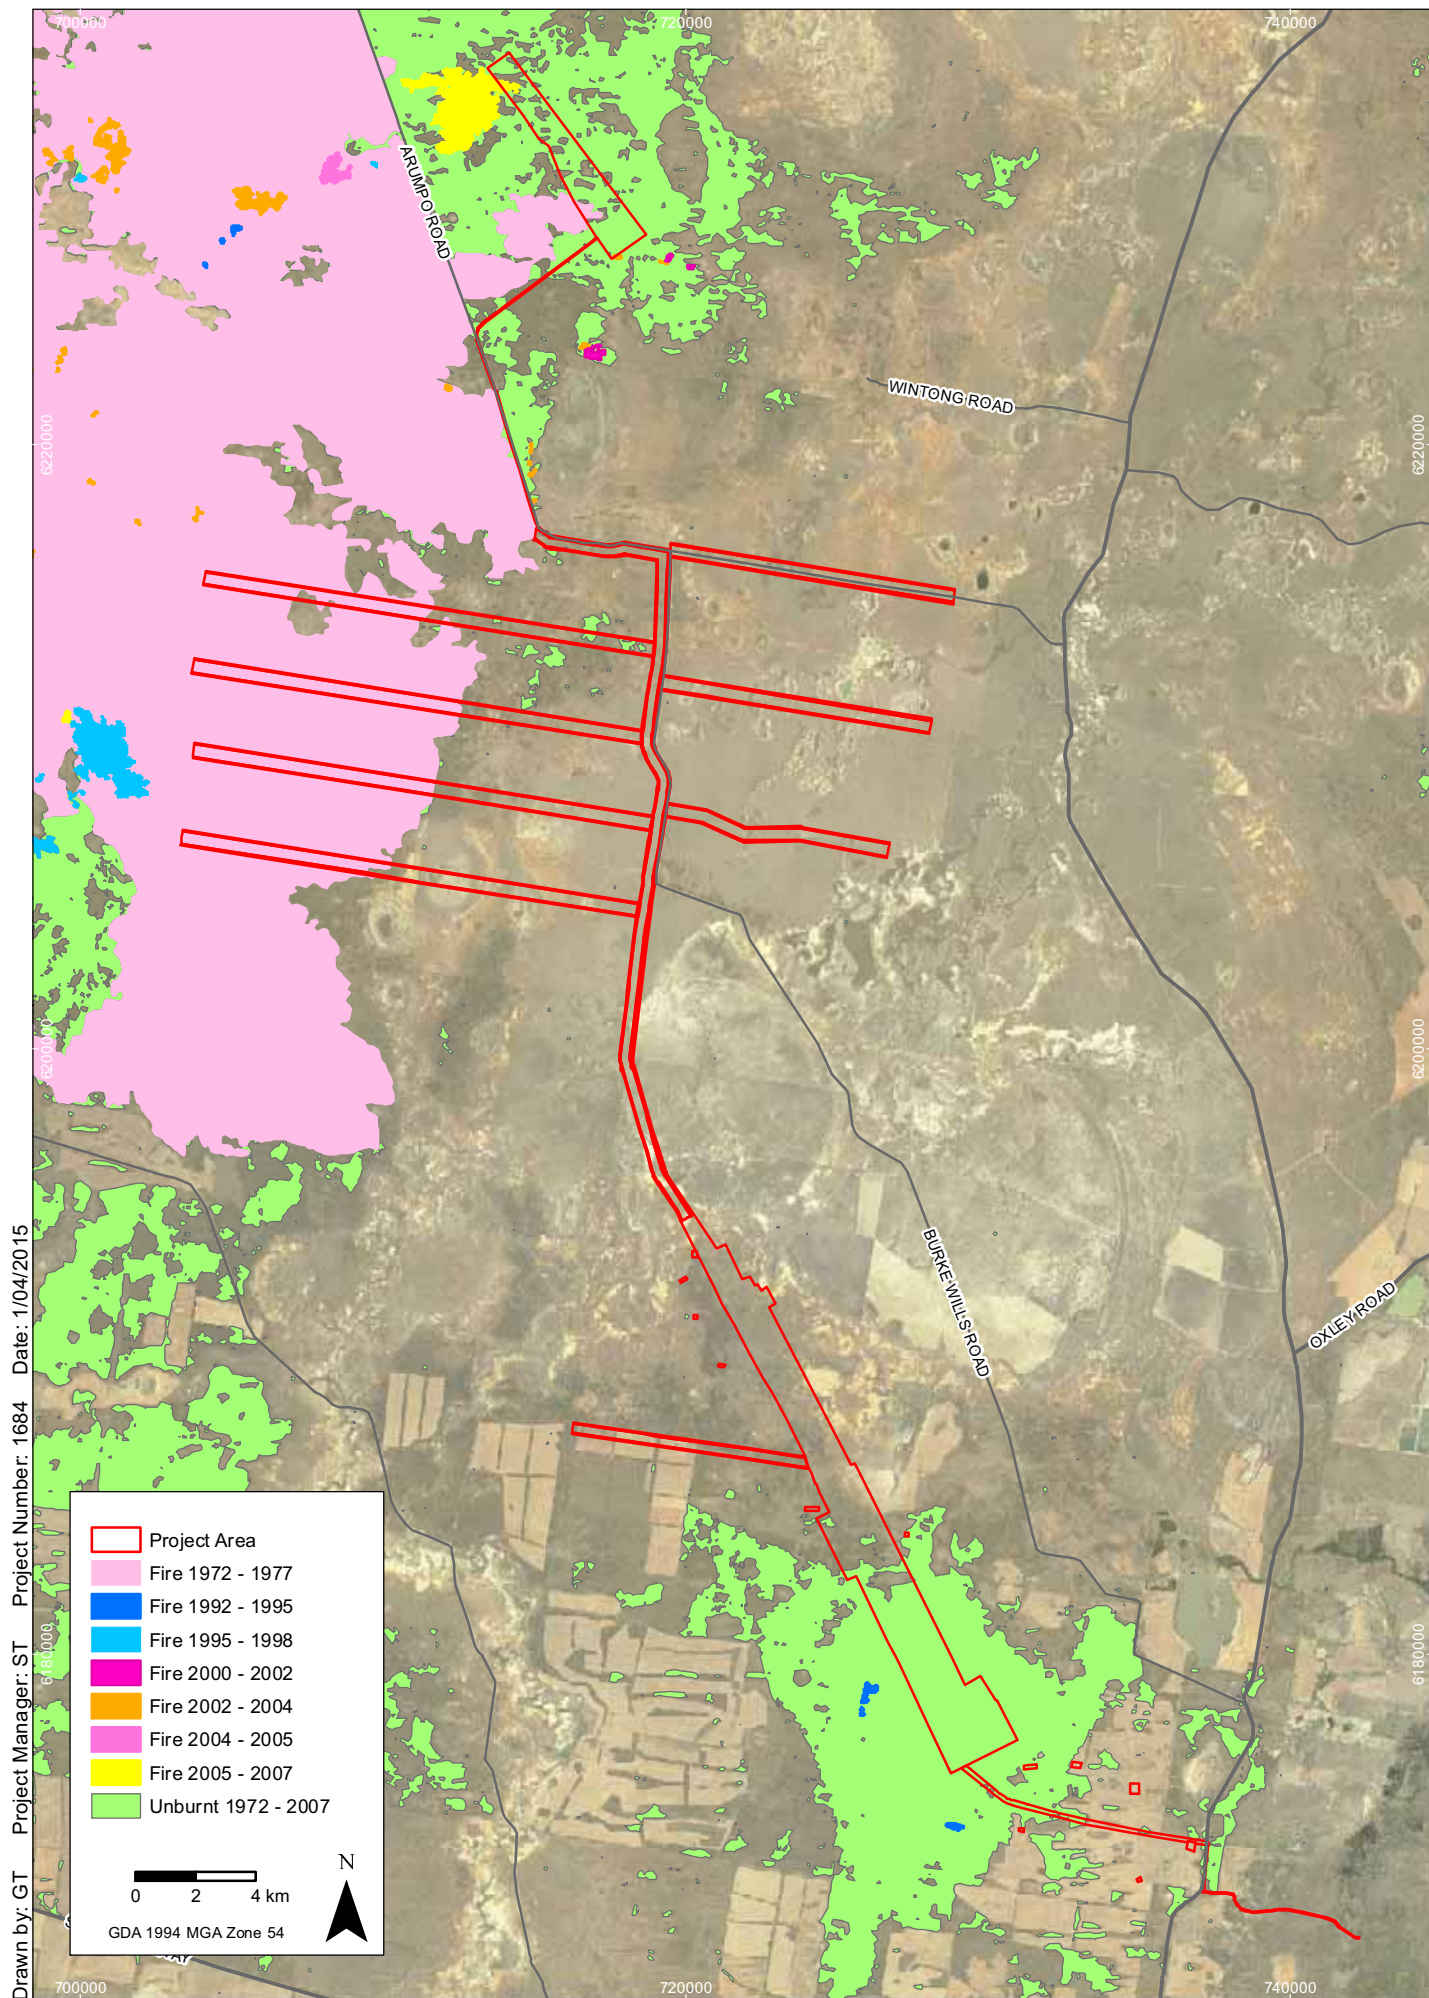 700000
720000
740000
ARUMPO ROAD
WINTONG ROAD
6220000
6220000
6200000
6200000
BURKE WILLS ROAD
OXLEY ROAD
6180000
6180000
Project Area
Fire 1972 - 1977
Fire 1992 - 1995
Fire 1995 - 1998
Fire 2000 - 2002
Fire 2002 - 2004
Fire 2004 - 2005
Fire 2005 - 2007
Unburnt 1972 - 2007
0 2 4 km
N
GDA 1994 MGA Zone 54
700000
720000
740000
Drawn by: GT Project Manager: ST Project Number: 1684 Date: 1/04/2015